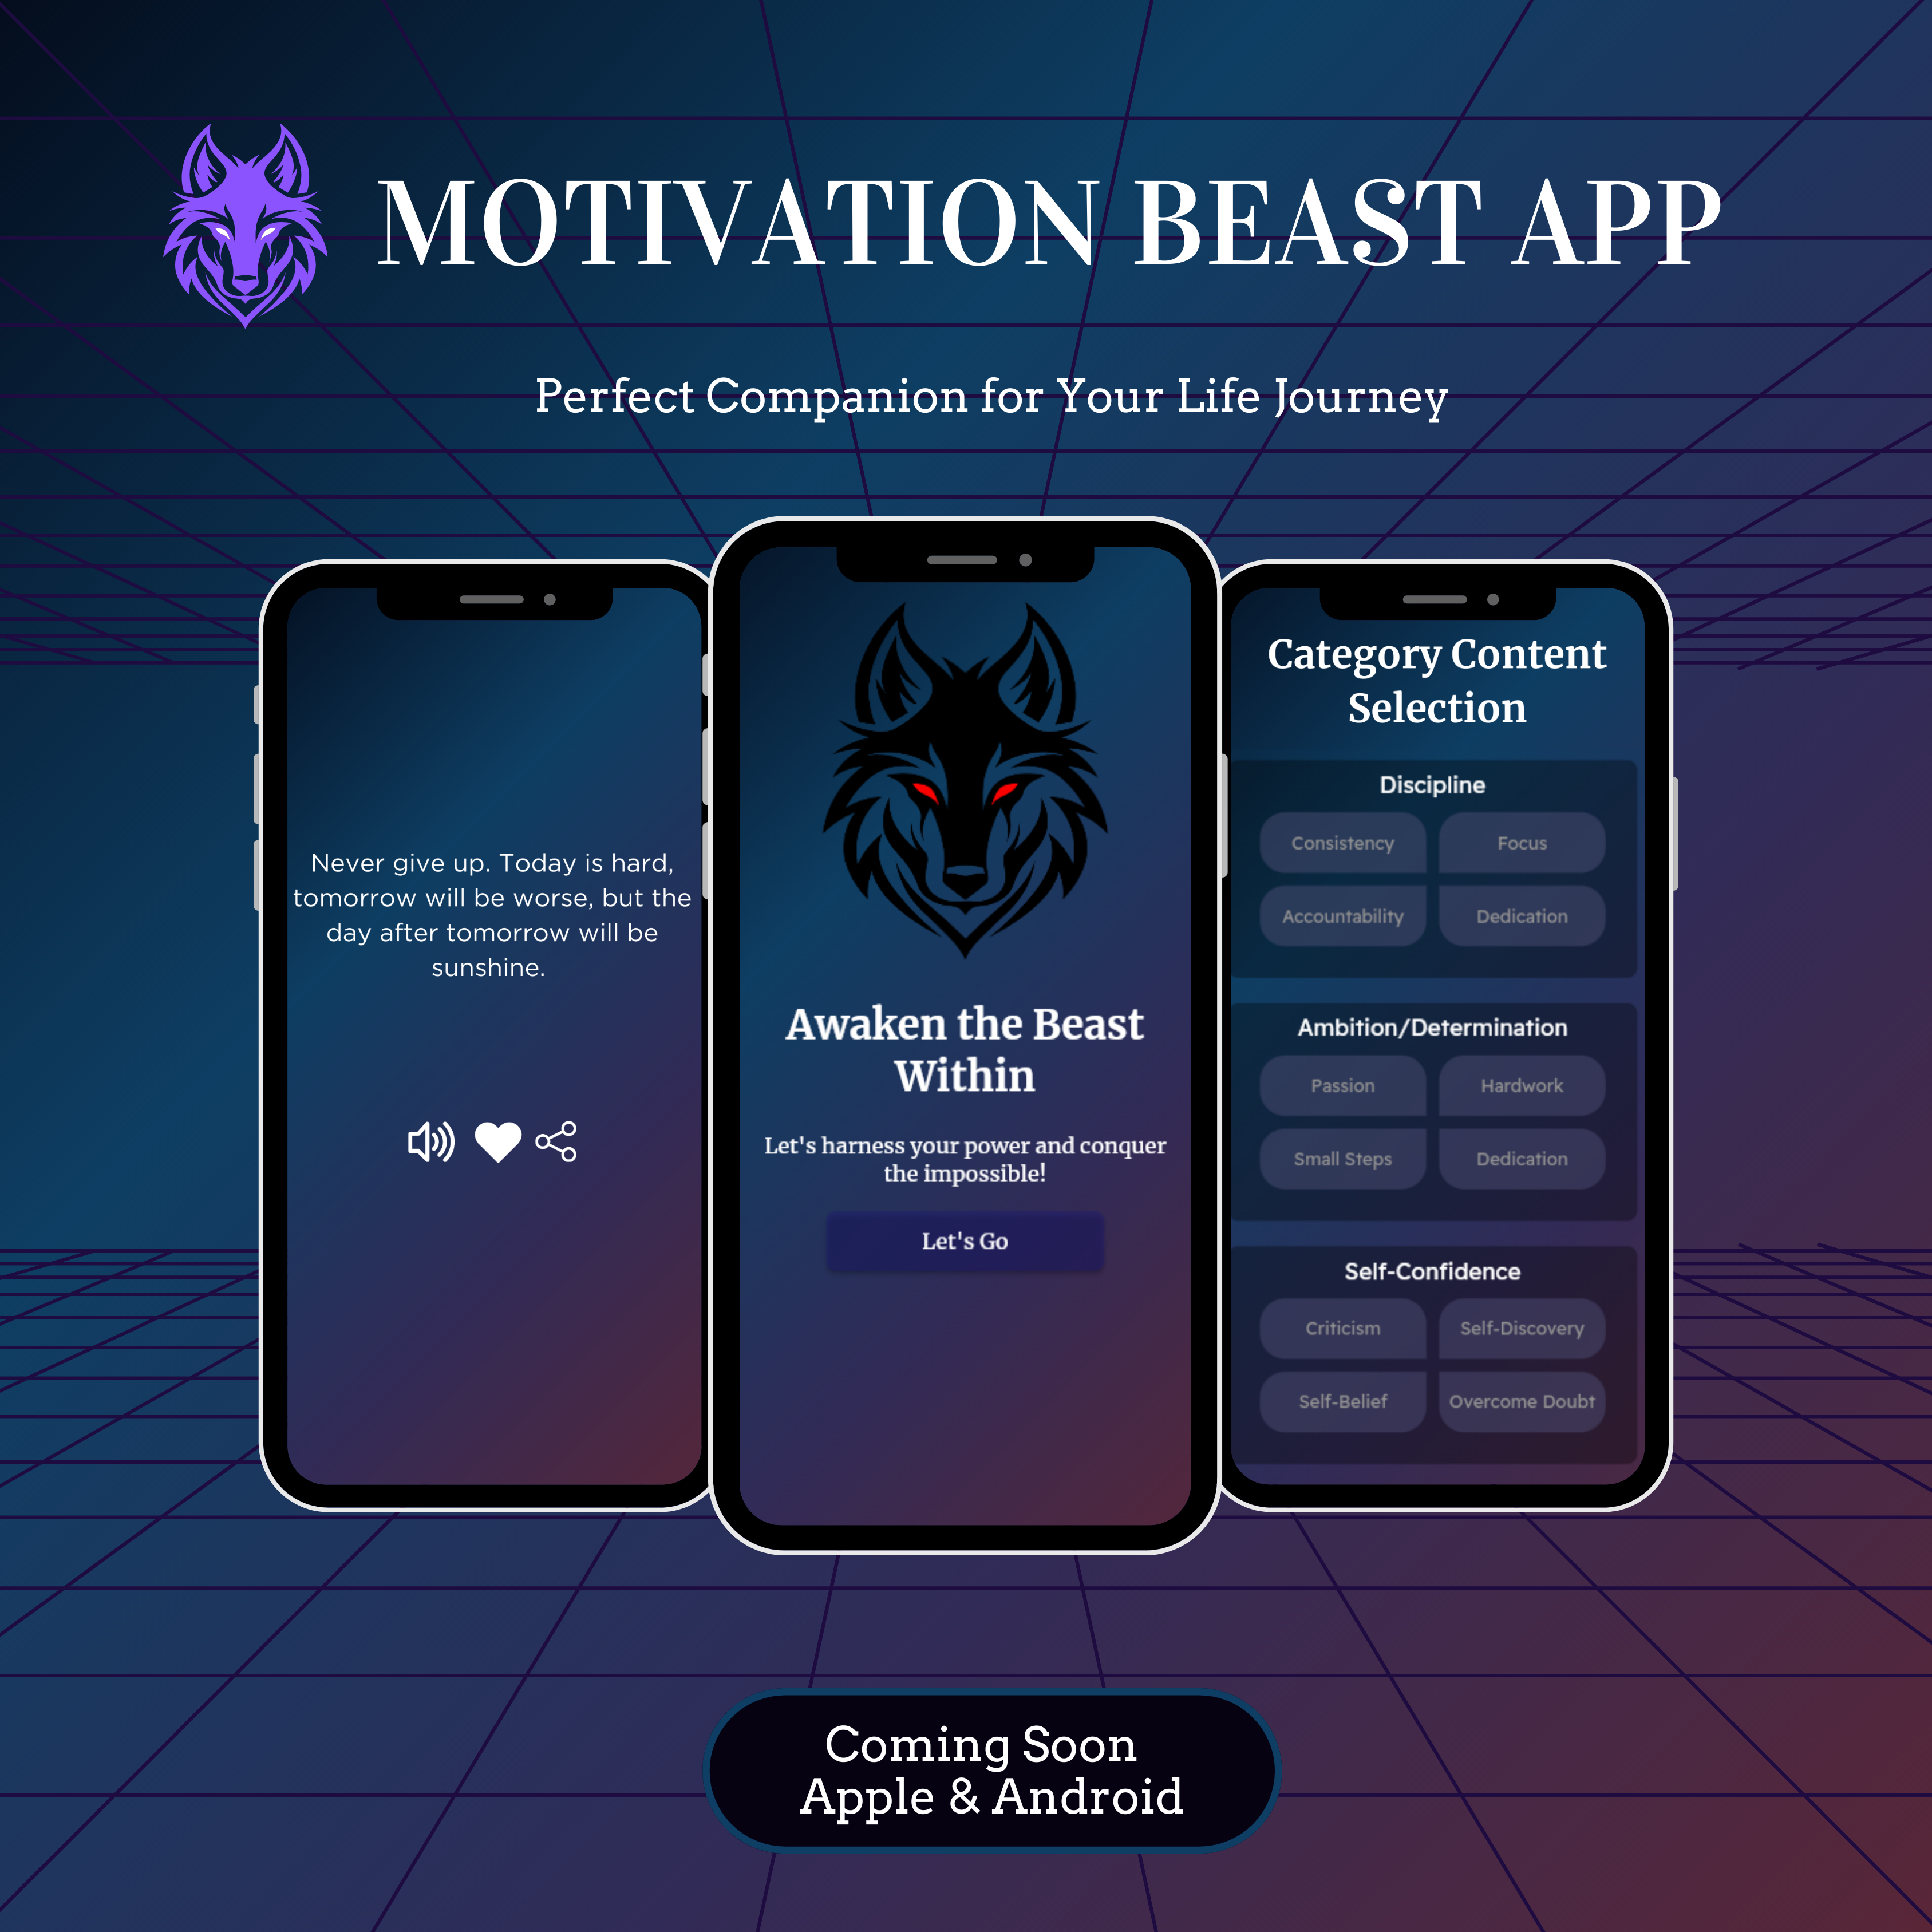 MOTIVATION BEAST APP
Perfect Companion for Your Life Journey
Never give up. Today is hard,
tomorrow will be worse, but the
day after tomorrow will be
sunshine.
Awaken the Beast
Within
Let's harness your power and conquer
the impossible!
Let's Go
Category Content
Selection
Discipline
Consistency Focus
Accountability Dedication
Ambition/Determination
Passion Hardwork
Small Steps Dedication
Self-Confidence
Criticism Self-Discovery
Self-Belief Overcome Doubt
Coming Soon
Apple & Android